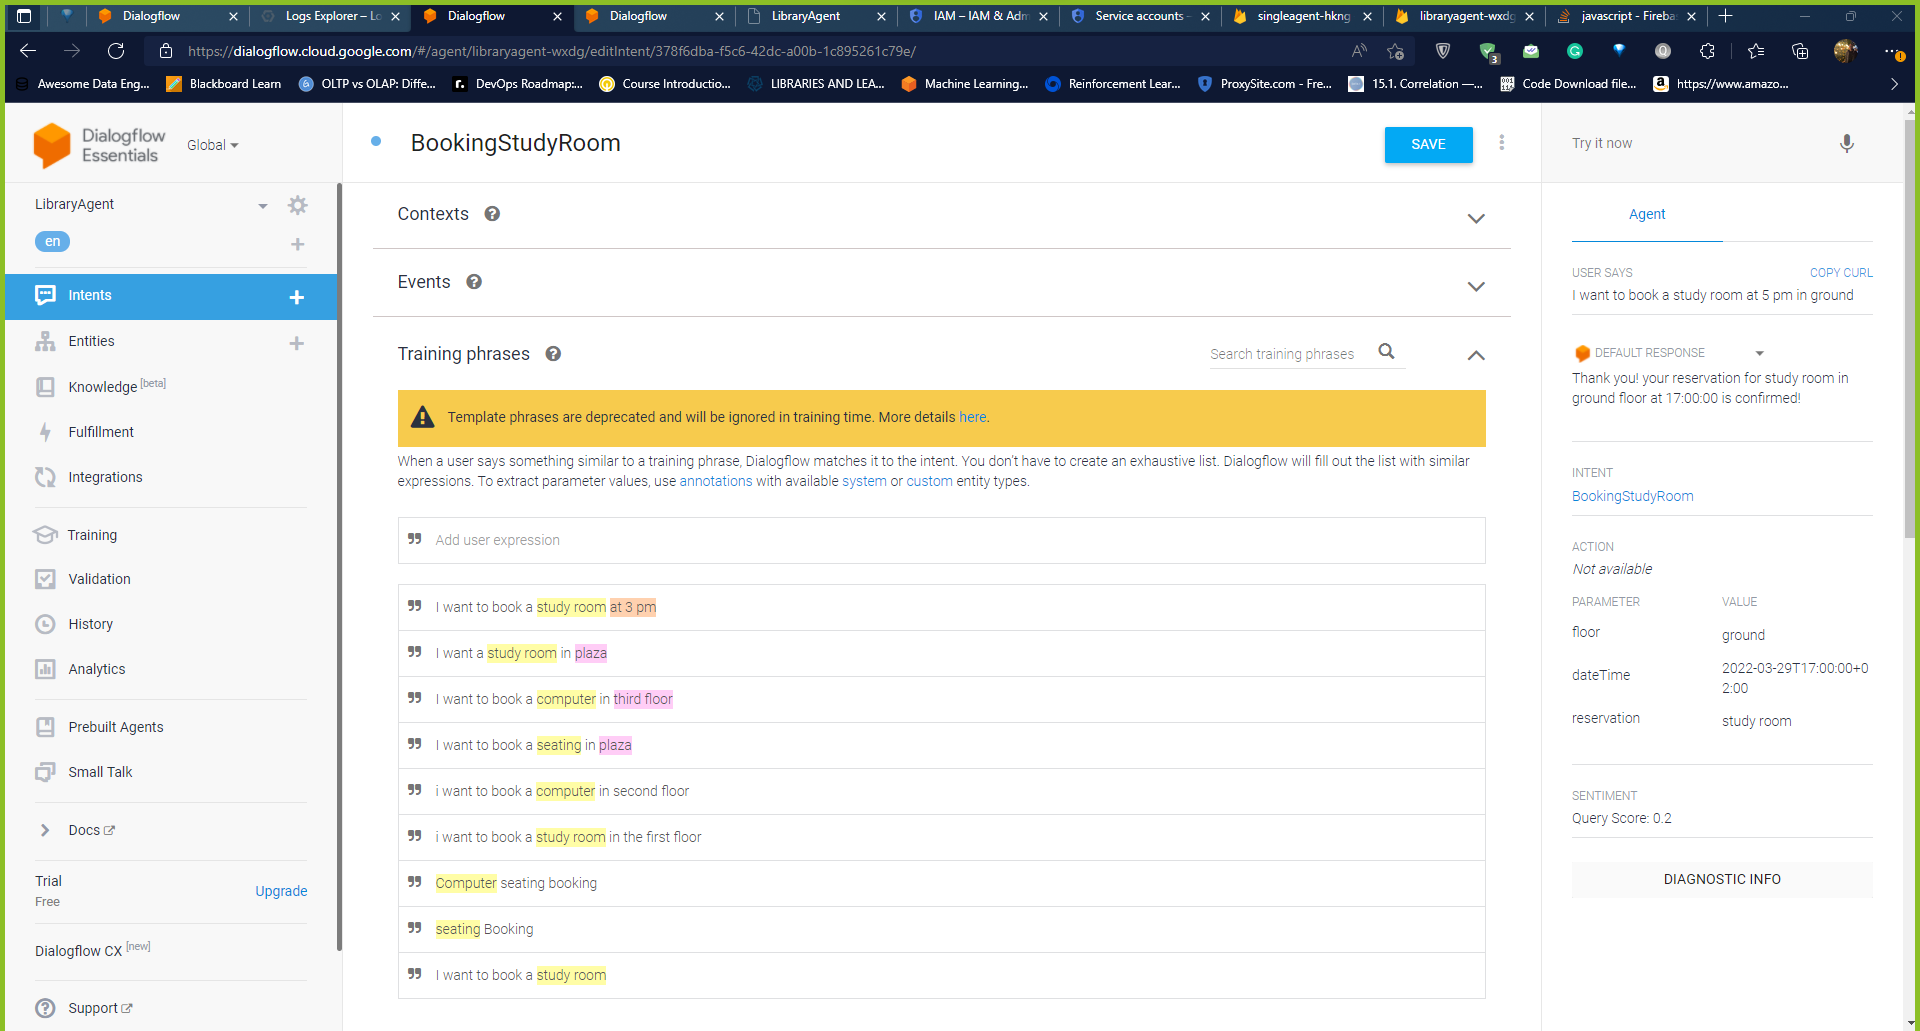 Dialogflow
Logs Explorer – Lo
Dialogflow
Dialogflow
LibraryAgent
IAM – IAM & Adm
Service accounts –
singleagent-hkng
libraryagent-wxdg
javascript - Fireba
https://dialogflow.cloud.google.com/#/agent/libraryagent-wxdg/editIntent/378f6dba-f5c6-42dc-a00b-1c895261c79e/
Awesome Data Eng...
Blackboard Learn
OLTP vs OLAP: Diffe...
DevOps Roadmap:...
Course Introductio...
LIBRARIES AND LEA...
Machine Learning,...
Reinforcement Lear...
ProxySite.com - Fre...
15.1. Correlation —...
Code Download file...
https://www.amazo...
Dialogflow
Essentials
Global
LibraryAgent
en
Intents
Entities
Knowledge [beta]
Fulfillment
Integrations
Training
Validation
History
Analytics
Prebuilt Agents
Small Talk
Docs
Trial
Free
Upgrade
Dialogflow CX [new]
Support
BookingStudyRoom
SAVE
Contexts
Events
Training phrases
Search training phrases
Template phrases are deprecated and will be ignored in training time. More details here.
When a user says something similar to a training phrase, Dialogflow matches it to the intent. You don't have to create an exhaustive list. Dialogflow will fill out the list with similar
expressions. To extract parameter values, use annotations with available system or custom entity types.
Add user expression
I want to book a study room at 3 pm
I want a study room in plaza
I want to book a computer in third floor
I want to book a seating in plaza
i want to book a computer in second floor
i want to book a study room in the first floor
Computer seating booking
seating Booking
I want to book a study room
Try it now
Agent
USER SAYS
COPY CURL
I want to book a study room at 5 pm in ground
DEFAULT RESPONSE
Thank you! your reservation for study room in
ground floor at 17:00:00 is confirmed!
INTENT
BookingStudyRoom
ACTION
Not available
PARAMETER
VALUE
floor
ground
dateTime
2022-03-29T17:00:00+0
2:00
reservation
study room
SENTIMENT
Query Score: 0.2
DIAGNOSTIC INFO